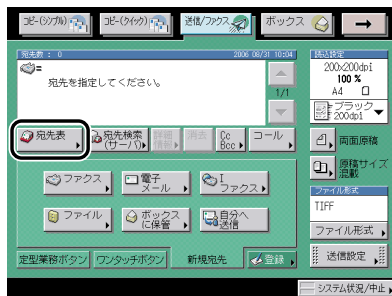 コピー(シンプル)
コピー(クイック)
送信/ファクス
ボックス
宛先数 : 0
2006 08/31 10:04
宛先を指定してください。
1/1
読込設定
200x200dpi
100 %
A4
ブラック
200dpi
宛先表
宛先検索
(サーバ)
詳細
情報
消去
Cc
Bcc
コール
両面原稿
原稿サイズ
混載
ファクス
電子
メール
I
ファクス
ファイル
ボックス
に保管
自分へ
送信
ファイル形式
TIFF
ファイル形式
定型業務ボタン
ワンタッチボタン
新規宛先
登録
送信設定
システム状況/中止